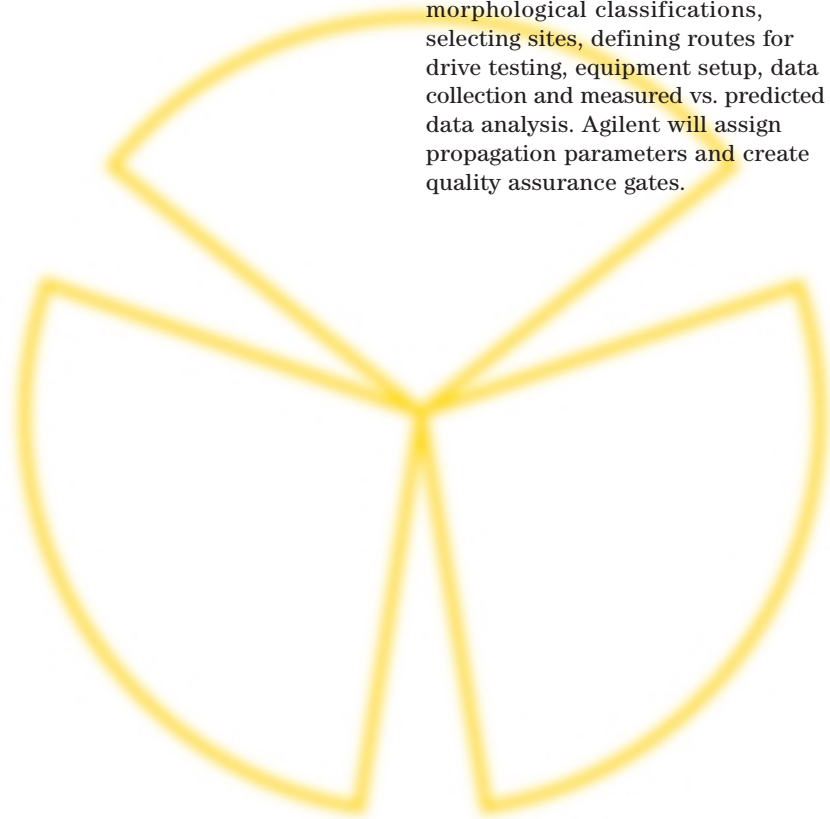 morphological classifications,
selecting sites, defining routes for
drive testing, equipment setup, data
collection and measured vs. predicted
data analysis. Agilent will assign
propagation parameters and create
quality assurance gates.